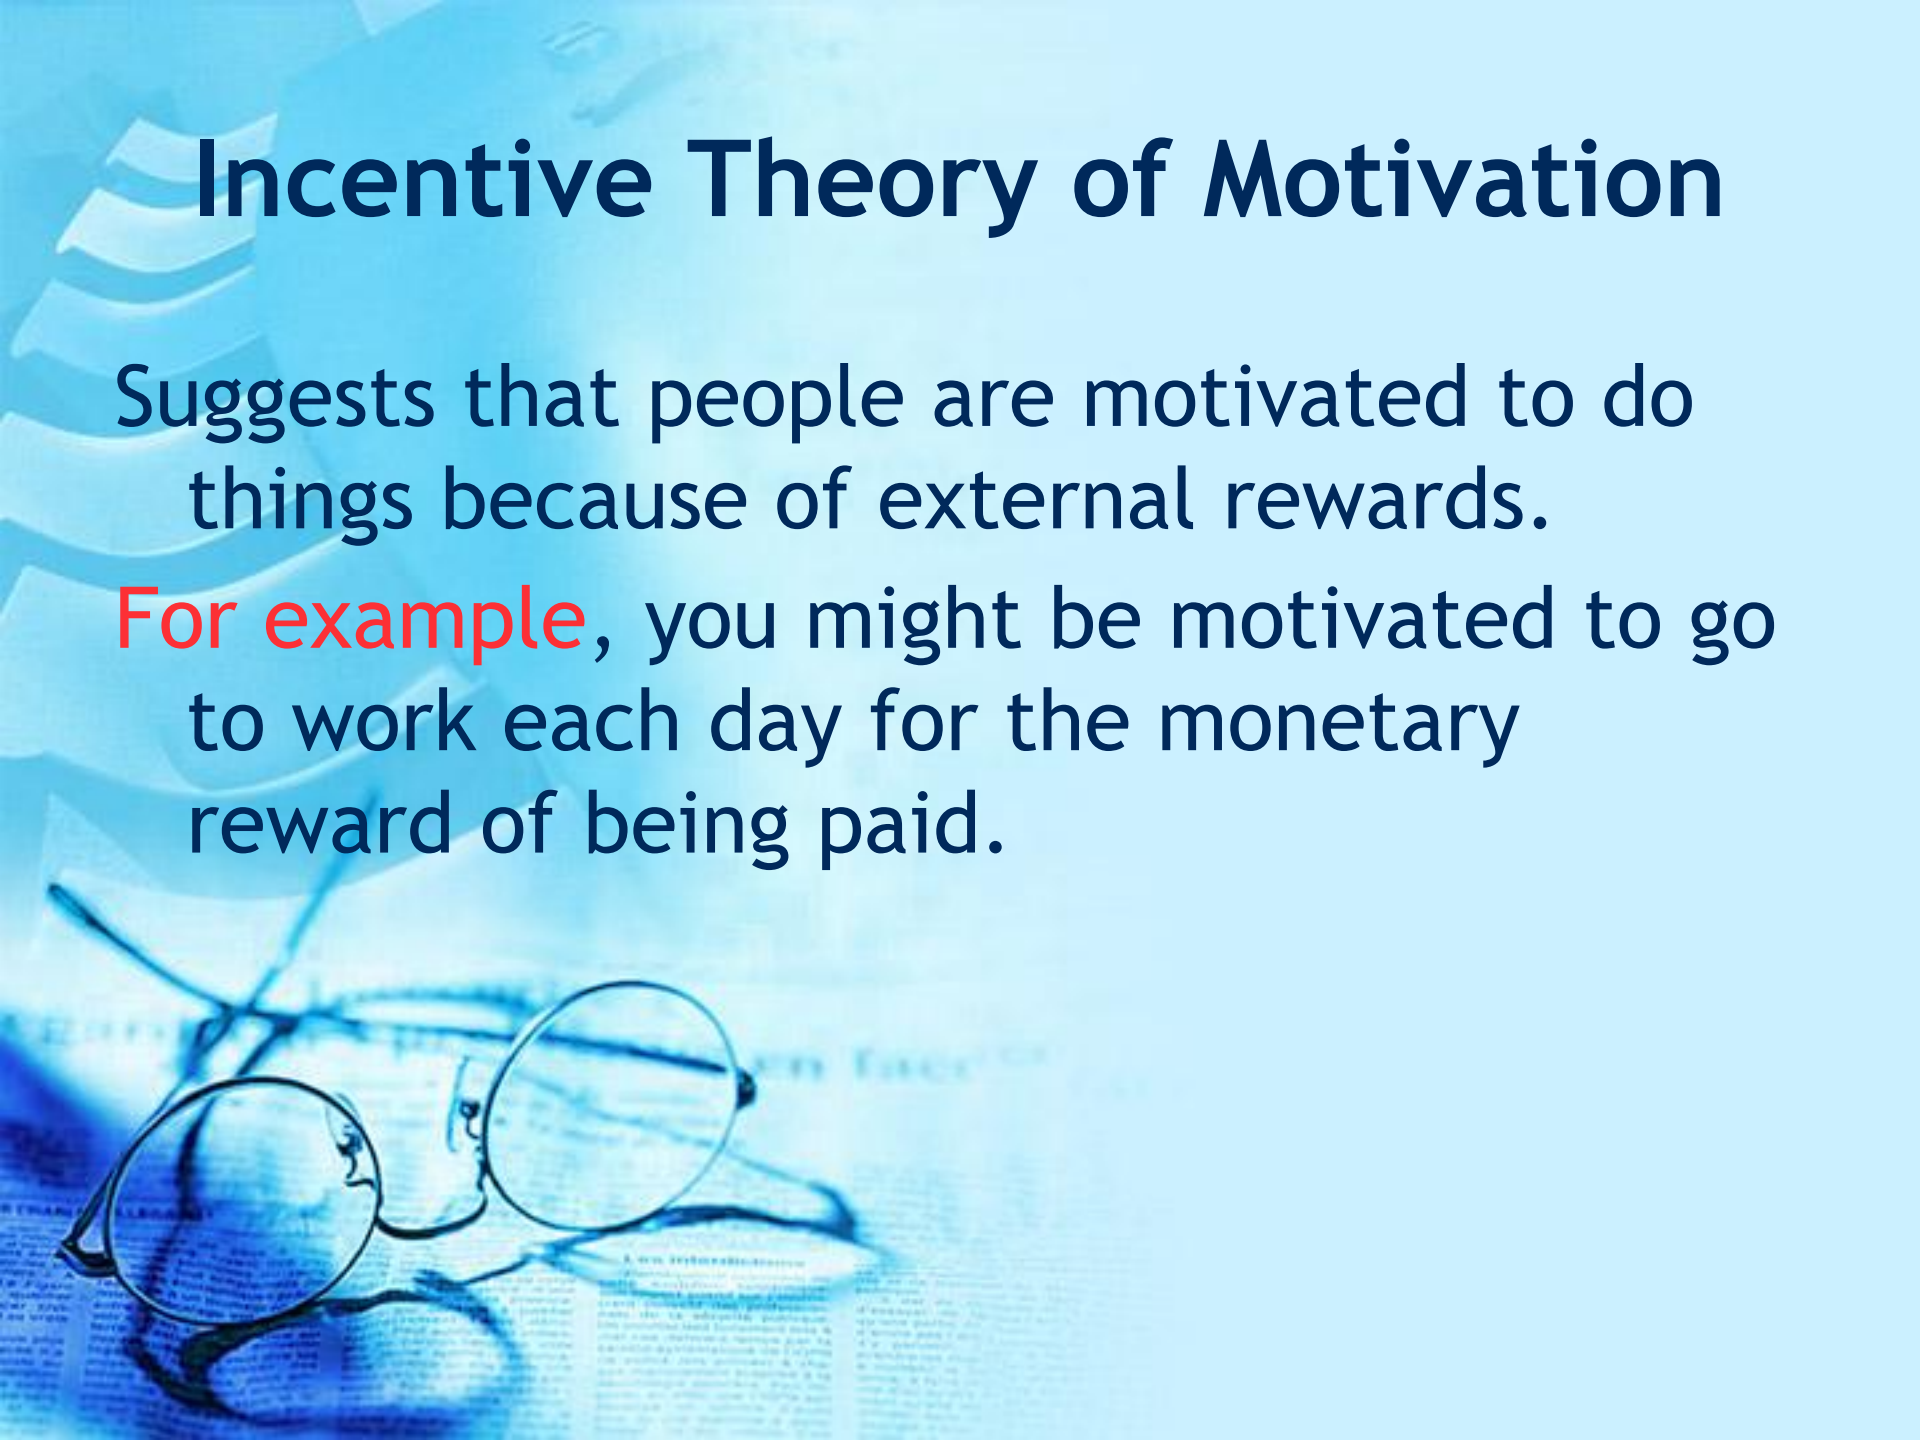 Incentive Theory of Motivation
Suggests that people are motivated to do
things because of external rewards.
For example, you might be motivated to go
to work each day for the monetary
reward of being paid.